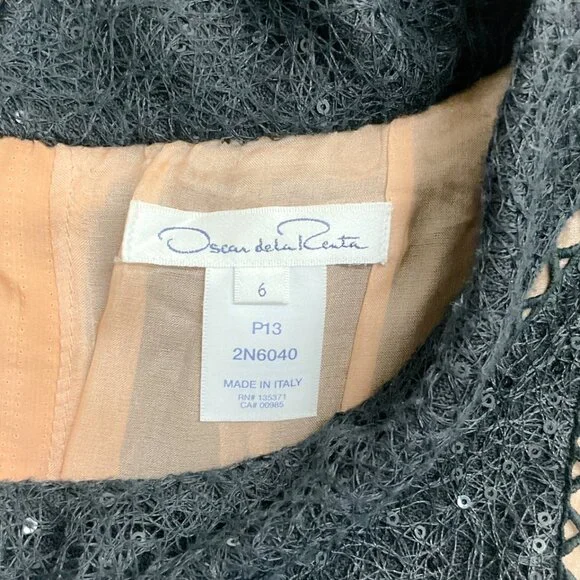 Oscar de la Renta
6
P13
2N6040
MADE IN ITALY
RN# 135371
CA# 00985